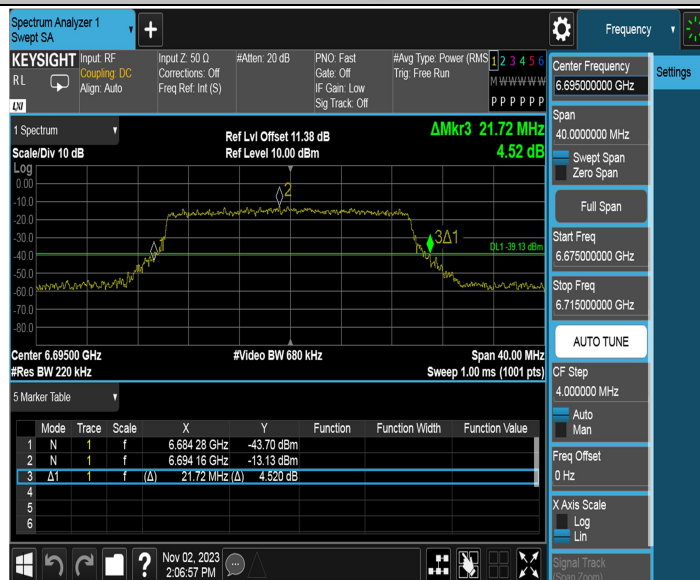 Spectrum Analyzer 1
Swept SA
+
Frequency
KEYSIGHT
RL
LXI
Input: RF
Coupling: DC
Align: Auto
Input Z: 50 Ω
Corrections: Off
Freq Ref: Int (S)
#Atten: 20 dB
PNO: Fast
Gate: Off
IF Gain: Low
Sig Track: Off
#Avg Type: Power (RMS
Trig: Free Run
1 2 3 4 5 6
M W W W W W
P P P P P P
Center Frequency
6.695000000 GHz
Settings
Span
40.0000000 MHz
Swept Span
Zero Span
Full Span
Start Freq
6.675000000 GHz
Stop Freq
6.715000000 GHz
AUTO TUNE
CF Step
4.000000 MHz
Auto
Man
Freq Offset
0 Hz
X Axis Scale
Log
Lin
Signal Track
(Span Zoom)
1 Spectrum
Scale/Div 10 dB
Ref Lvl Offset 11.38 dB
Ref Level 10.00 dBm
ΔMkr3 21.72 MHz
4.52 dB
Log
0.00
-10.0
-20.0
-30.0
-40.0
-50.0
-60.0
-70.0
-80.0
2
3Δ1
DL1 -39.13 dBm
Center 6.69500 GHz
#Video BW 680 kHz
Span 40.00 MHz
#Res BW 220 kHz
Sweep 1.00 ms (1001 pts)
5 Marker Table
Mode Trace Scale X Y Function Function Width Function Value
1 N 1 f 6.684 28 GHz -43.70 dBm
2 N 1 f 6.694 16 GHz -13.13 dBm
3 Δ1 1 f (Δ) 21.72 MHz (Δ) 4.520 dB
4
5
6
?
Nov 02, 2023
2:06:57 PM